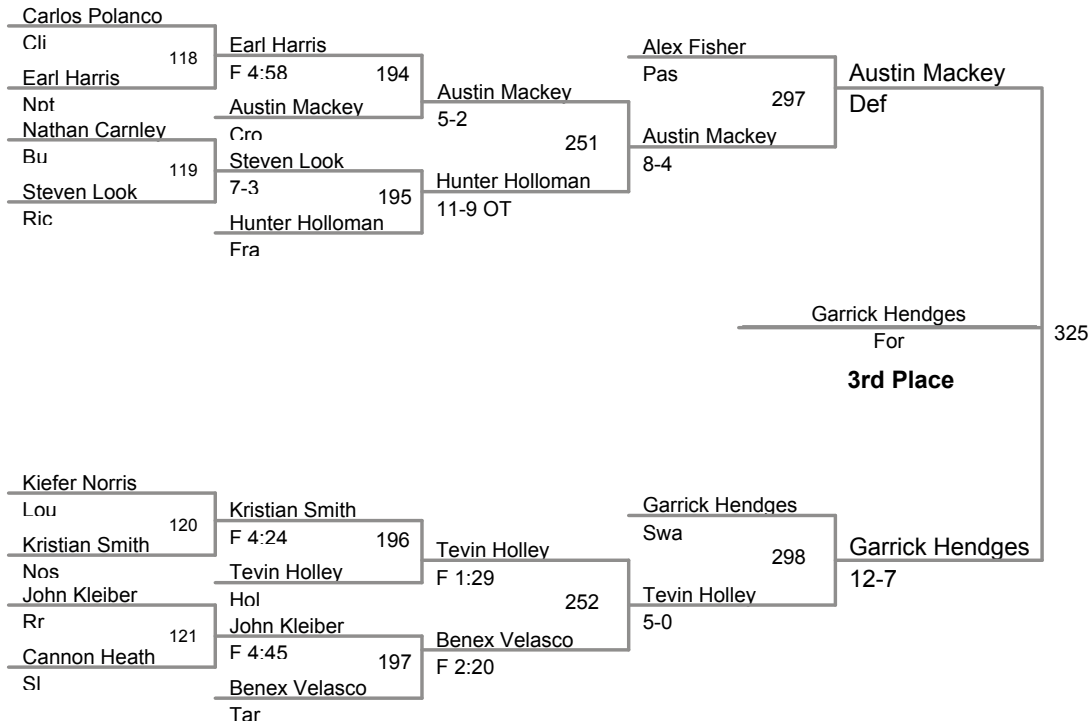 Carlos Polanco
Cli
118
Earl Harris
Npt
Nathan Carnley
Bu
119
Steven Look
Ric
Earl Harris
F 4:58
194
Austin Mackey
Cro
Steven Look
7-3
195
Hunter Holloman
Fra
Austin Mackey
5-2
251
Hunter Holloman
11-9 OT
Alex Fisher
Pas
297
Austin Mackey
8-4
Austin Mackey
Def
Garrick Hendges
For
3rd Place
325
Kiefer Norris
Lou
120
Kristian Smith
Nos
John Kleiber
Rr
121
Cannon Heath
Sl
Kristian Smith
F 4:24
196
Tevin Holley
Hol
John Kleiber
F 4:45
197
Benex Velasco
Tar
Tevin Holley
F 1:29
252
Benex Velasco
F 2:20
Garrick Hendges
Swa
298
Tevin Holley
5-0
Garrick Hendges
12-7